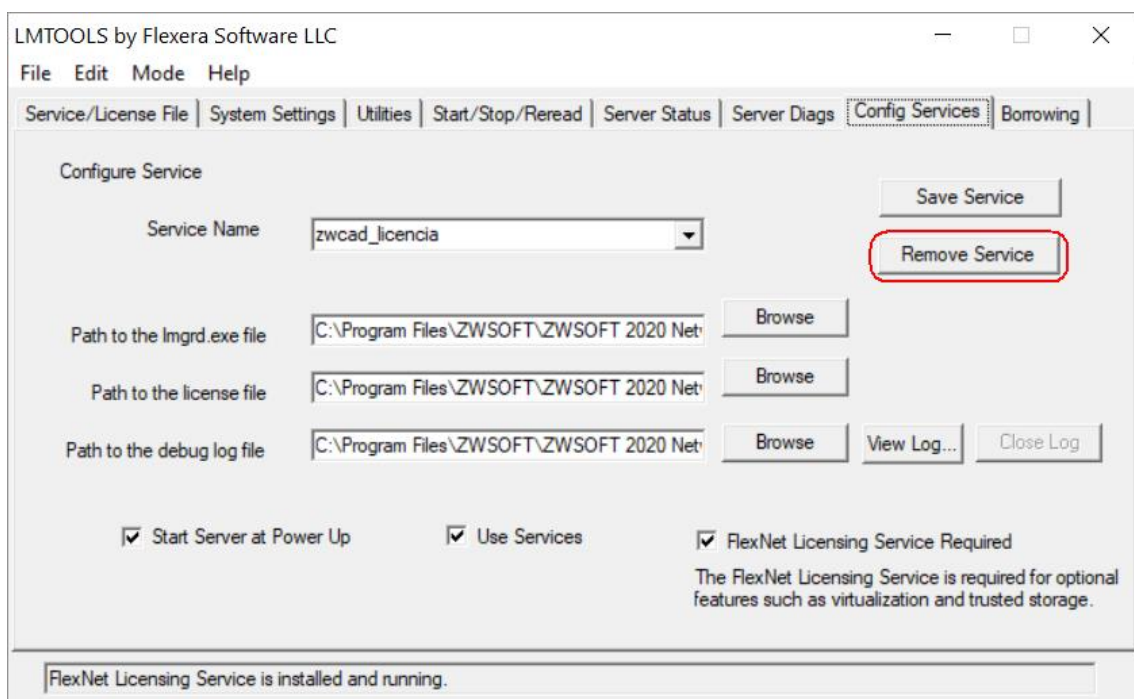 LMTOOLS by Flexera Software LLC
File Edit Mode Help
Service/License File System Settings Utilities Start/Stop/Reread Server Status Server Diags Config Services Borrowing
Configure Service
Save Service
Service Name zwcad_licencia
Remove Service
Path to the lmgrd.exe file C:\Program Files\ZWSOFT\ZWSOFT 2020 Net Browse
Path to the license file C:\Program Files\ZWSOFT\ZWSOFT 2020 Net Browse
Path to the debug log file C:\Program Files\ZWSOFT\ZWSOFT 2020 Net Browse View Log... Close Log
Start Server at Power Up Use Services FlexNet Licensing Service Required
The FlexNet Licensing Service is required for optional
features such as virtualization and trusted storage.
FlexNet Licensing Service is installed and running.